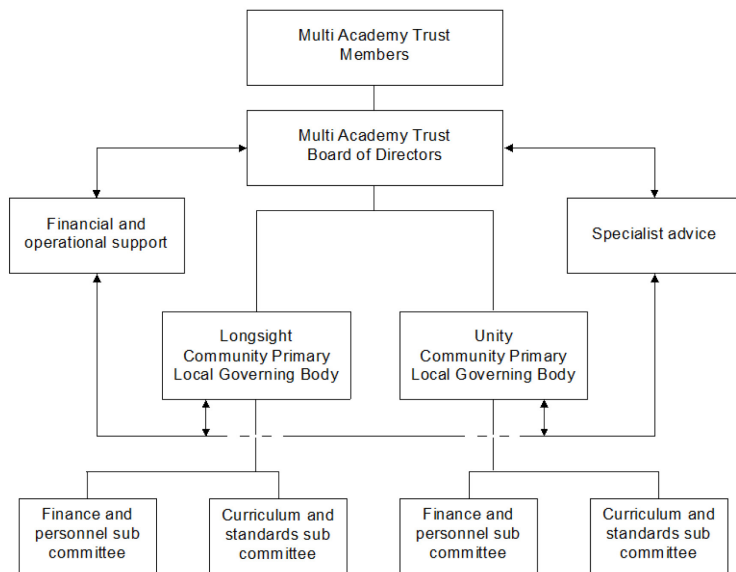 Multi Academy Trust
Members
Multi Academy Trust
Board of Directors
Financial and
operational support
Specialist advice
Longsight
Community Primary
Local Governing Body
Unity
Community Primary
Local Governing Body
Finance and
personnel sub
committee
Curriculum and
standards sub
committee
Finance and
personnel sub
committee
Curriculum and
standards sub
committee